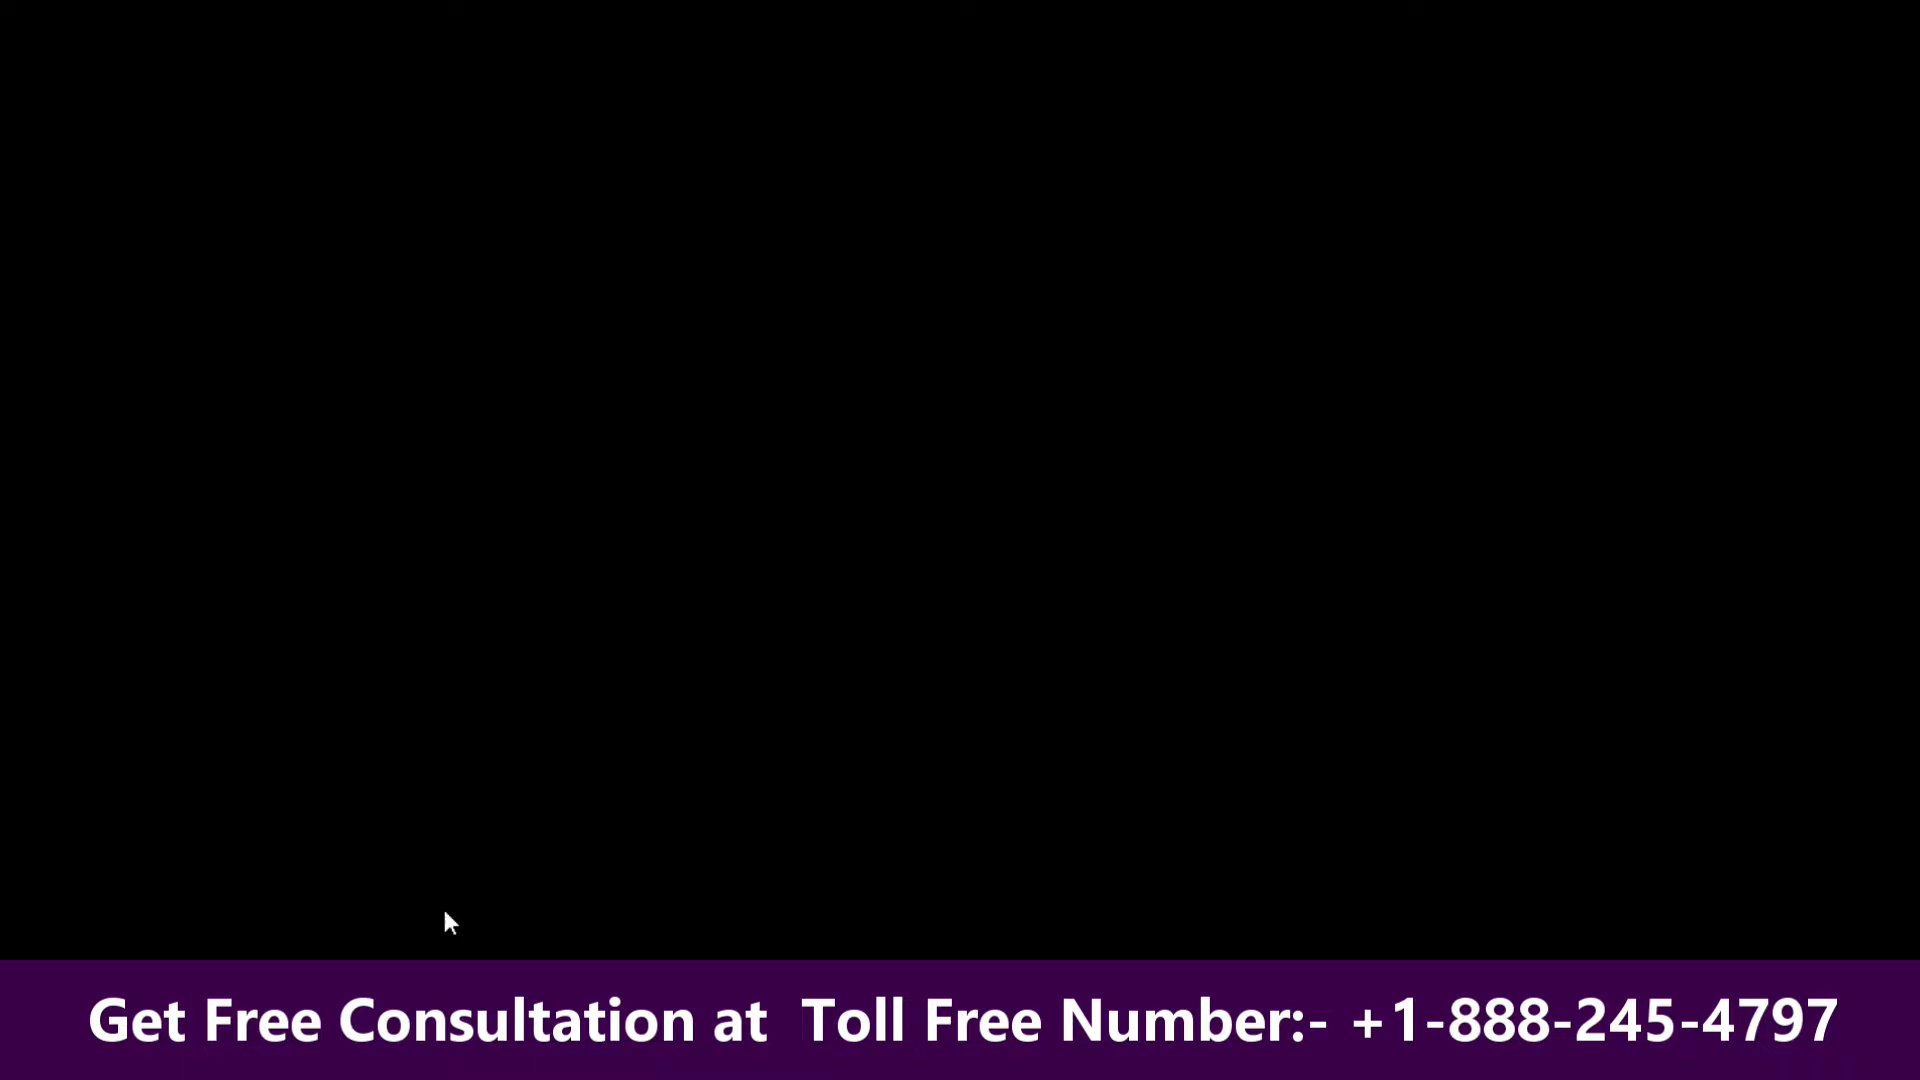 Get Free Consultation at  Toll Free Number:- +1-888-245-4797